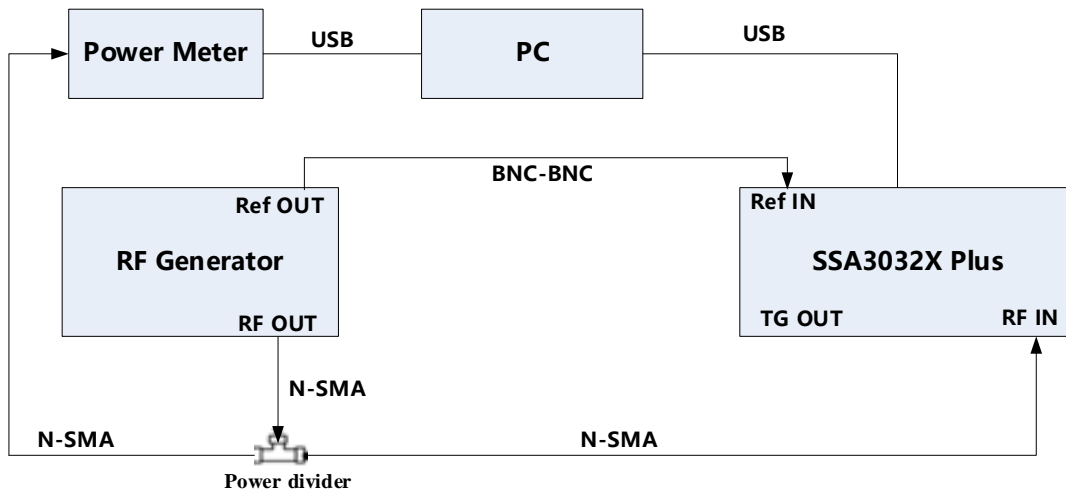 Power Meter
USB
PC
USB
BNC-BNC
Ref OUT
Ref IN
RF Generator
SSA3032X Plus
RF OUT
TG OUT
RF IN
N-SMA
N-SMA
N-SMA
Power divider